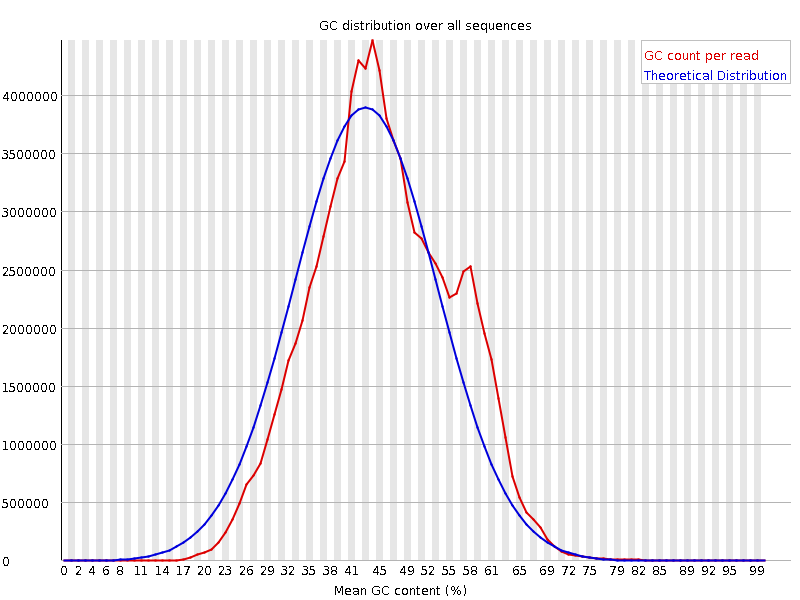 GC distribution over all sequences
GC count per read
Theoretical Distribution
4000000
3500000
3000000
2500000
2000000
1500000
1000000
500000
0
0 2 4 6 8 11 14 17 20 23 26 29 32 35 38 41 45 49 52 55 58 61 65 69 72 75 79 82 85 89 92 95 99
Mean GC content (%)